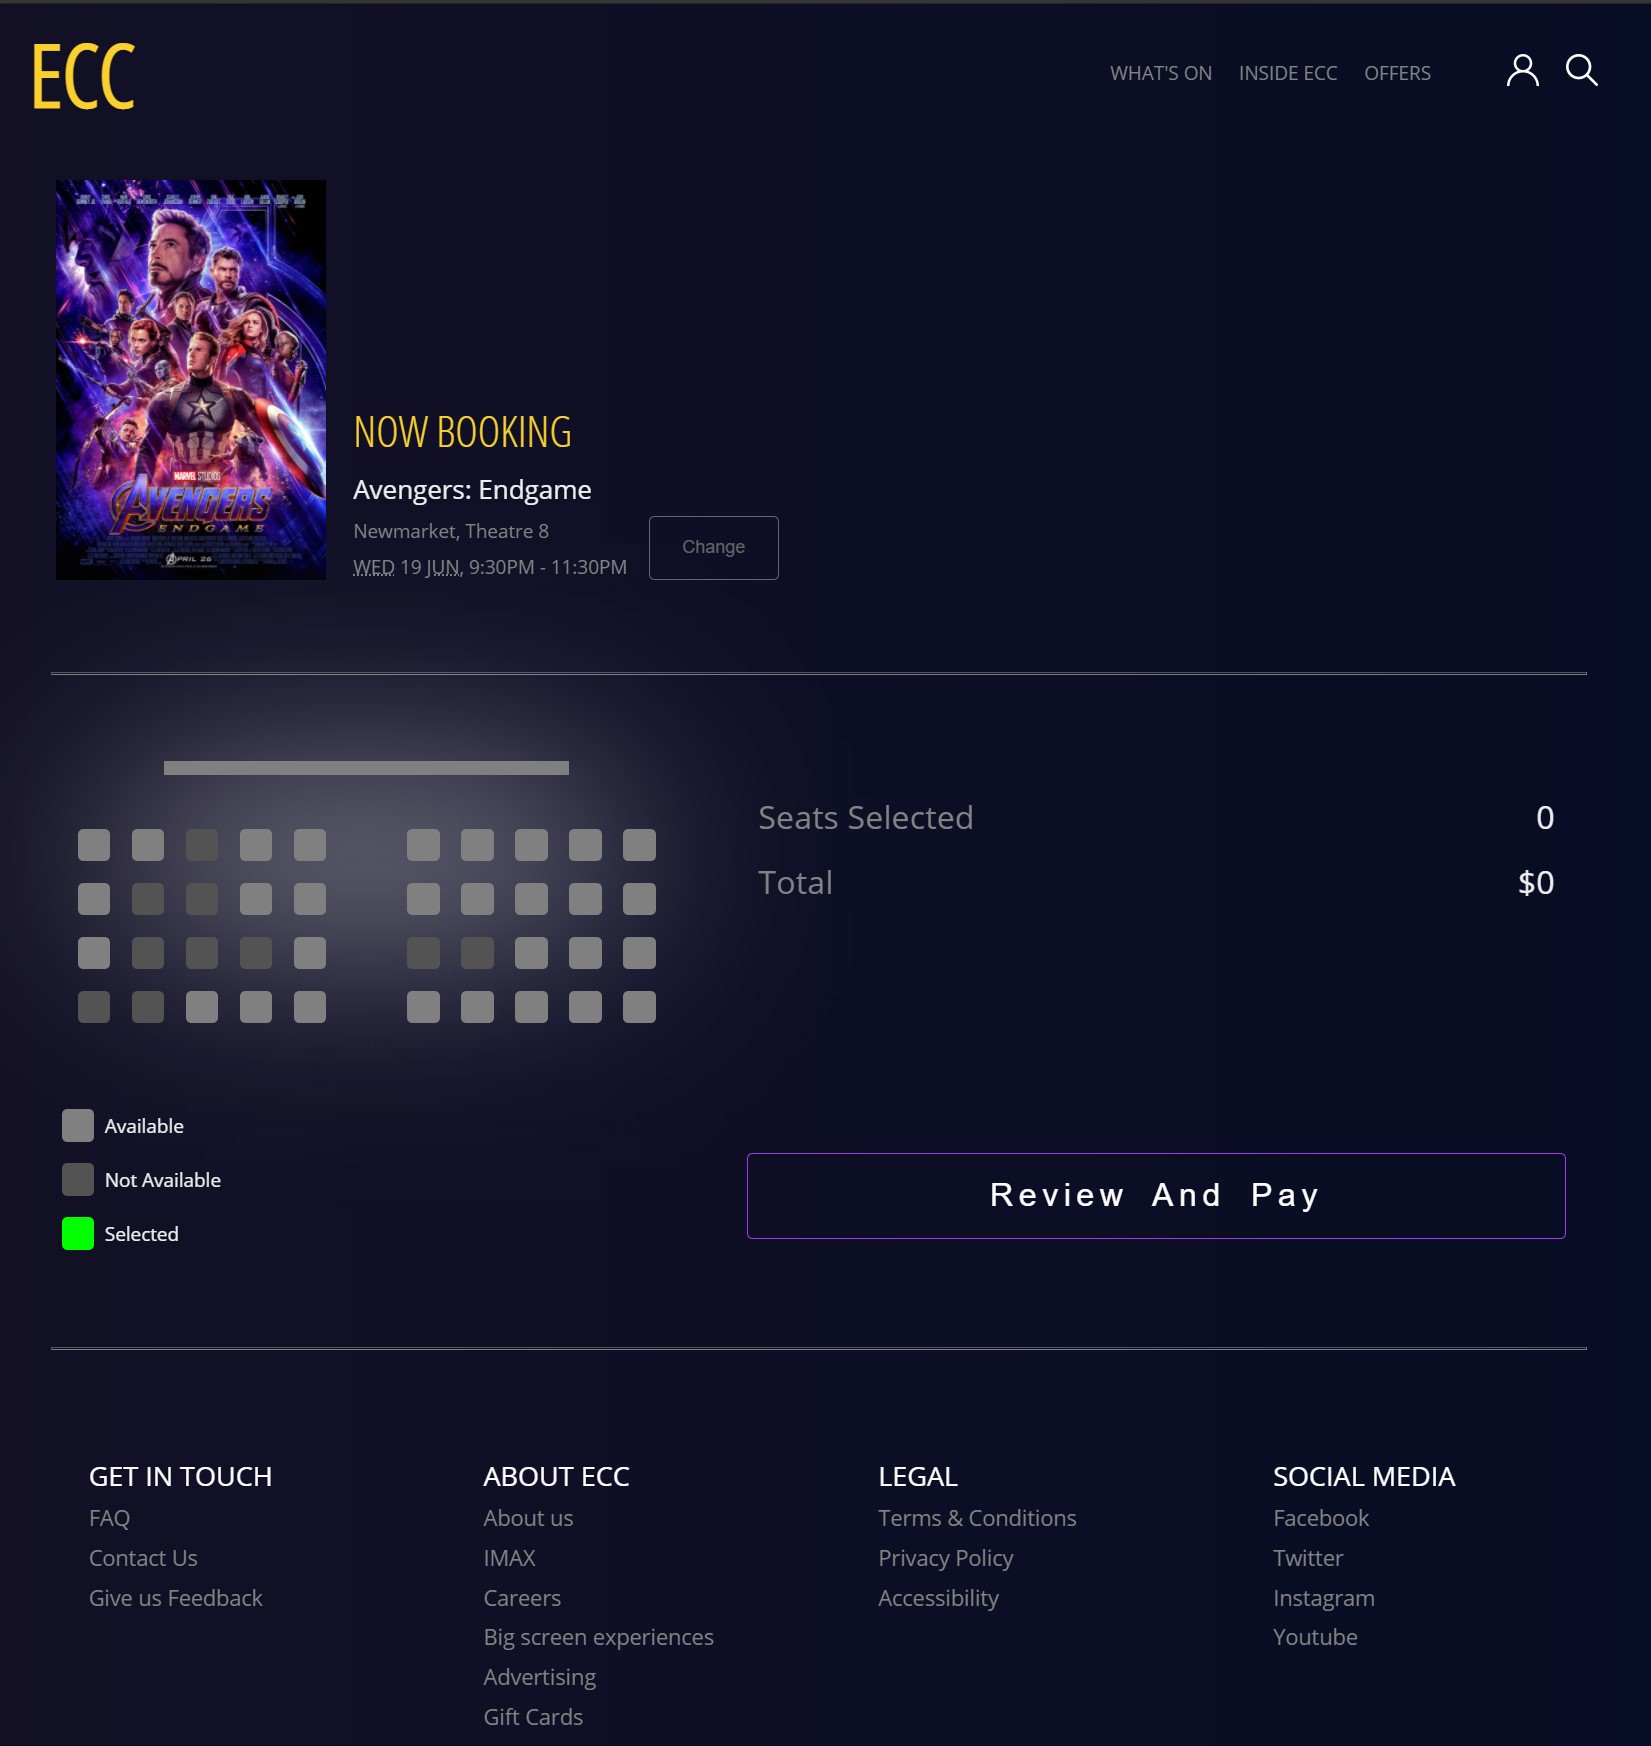 ECC
WHAT'S ON
INSIDE ECC
OFFERS
MARVEL STUDIOS
AVENGERS
ENDGAME
APRIL 26
NOW BOOKING
Avengers: Endgame
Newmarket, Theatre 8
WED 19 JUN, 9:30PM - 11:30PM
Change
Seats Selected
0
Total
$0
Available
Not Available
Selected
Review And Pay
GET IN TOUCH
FAQ
Contact Us
Give us Feedback
ABOUT ECC
About us
IMAX
Careers
Big screen experiences
Advertising
Gift Cards
LEGAL
Terms & Conditions
Privacy Policy
Accessibility
SOCIAL MEDIA
Facebook
Twitter
Instagram
Youtube